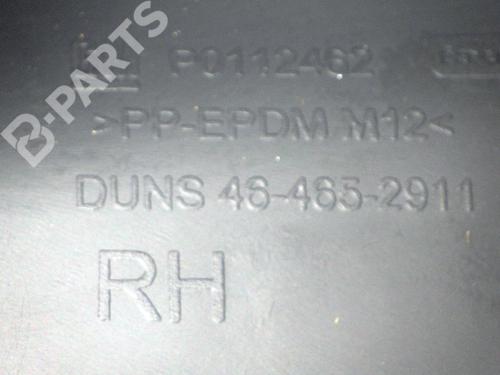 P0112462
>PP-EPDM M12<
DUNS 46-465-2911
RH
B-PARTS